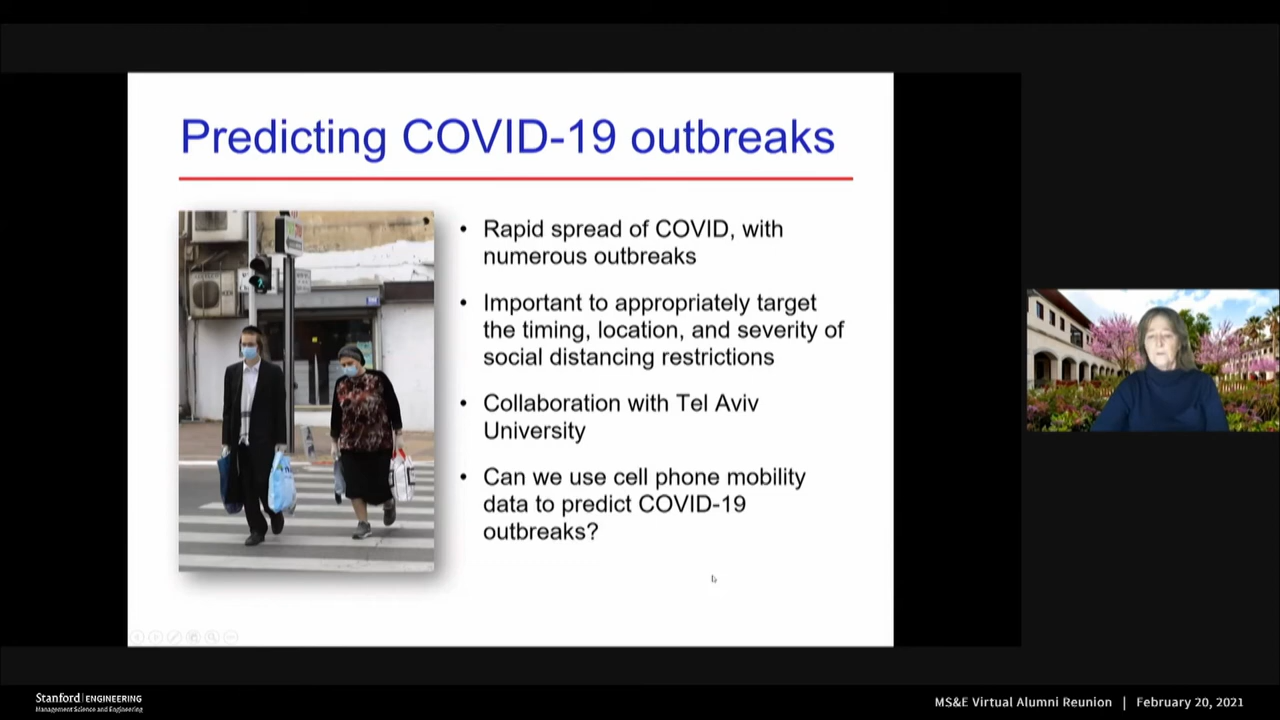 Predicting COVID-19 outbreaks
• Rapid spread of COVID, with
numerous outbreaks
• Important to appropriately target
the timing, location, and severity of
social distancing restrictions
• Collaboration with Tel Aviv
University
• Can we use cell phone mobility
data to predict COVID-19
outbreaks?
Stanford | ENGINEERING
Management Science and Engineering
MS&E Virtual Alumni Reunion | February 20, 2021